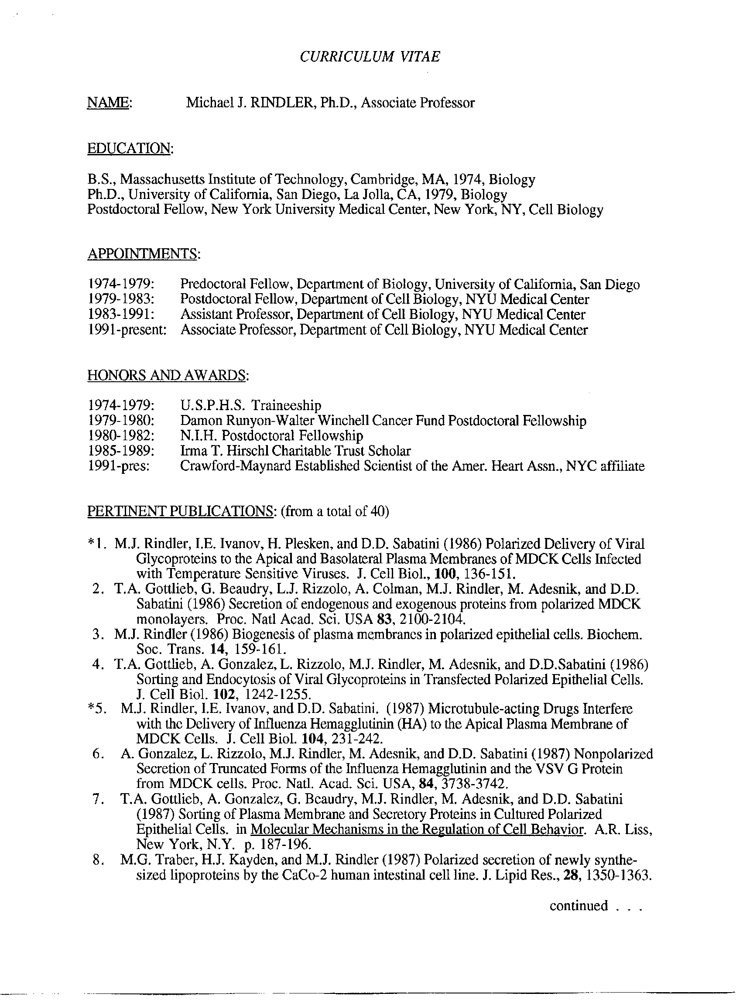 CURRICULUM VITAE
NAME: Michael J. RINDLER, Ph.D., Associate Professor
EDUCATION:
B.S., Massachusetts Institute of Technology, Cambridge, MA, 1974, Biology
Ph.D., University of California, San Diego, La Jolla, CA, 1979, Biology
Postdoctoral Fellow, New York University Medical Center, New York, NY, Cell Biology
APPOINTMENTS:
1974-1979: Predoctoral Fellow, Department of Biology, University of California, San Diego
1979-1983: Postdoctoral Fellow, Department of Cell Biology, NYU Medical Center
1983-1991: Assistant Professor, Department of Cell Biology, NYU Medical Center
1991-present: Associate Professor, Department of Cell Biology, NYU Medical Center
HONORS AND AWARDS:
1974-1979: U.S.P.H.S. Traineeship
1979-1980: Damon Runyon-Walter Winchell Cancer Fund Postdoctoral Fellowship
1980-1982: N.I.H. Postdoctoral Fellowship
1985-1989: Irma T. Hirschl Charitable Trust Scholar
1991-pres: Crawford-Maynard Established Scientist of the Amer. Heart Assn., NYC affiliate
PERTINENT PUBLICATIONS: (from a total of 40)
*1. M.J. Rindler, I.E. Ivanov, H. Plesken, and D.D. Sabatini (1986) Polarized Delivery of Viral
Glycoproteins to the Apical and Basolateral Plasma Membranes of MDCK Cells Infected
with Temperature Sensitive Viruses. J. Cell Biol., 100, 136-151.
2. T.A. Gottlieb, G. Beaudry, L.J. Rizzolo, A. Colman, M.J. Rindler, M. Adesnik, and D.D.
Sabatini (1986) Secretion of endogenous and exogenous proteins from polarized MDCK
monolayers. Proc. Natl Acad. Sci. USA 83, 2100-2104.
3. M.J. Rindler (1986) Biogenesis of plasma membranes in polarized epithelial cells. Biochem.
Soc. Trans. 14, 159-161.
4. T.A. Gottlieb, A. Gonzalez, L. Rizzolo, M.J. Rindler, M. Adesnik, and D.D.Sabatini (1986)
Sorting and Endocytosis of Viral Glycoproteins in Transfected Polarized Epithelial Cells.
J. Cell Biol. 102, 1242-1255.
*5. M.J. Rindler, I.E. Ivanov, and D.D. Sabatini. (1987) Microtubule-acting Drugs Interfere
with the Delivery of Influenza Hemagglutinin (HA) to the Apical Plasma Membrane of
MDCK Cells. J. Cell Biol. 104, 231-242.
6. A. Gonzalez, L. Rizzolo, M.J. Rindler, M. Adesnik, and D.D. Sabatini (1987) Nonpolarized
Secretion of Truncated Forms of the Influenza Hemagglutinin and the VSV G Protein
from MDCK cells. Proc. Natl. Acad. Sci. USA, 84, 3738-3742.
7. T.A. Gottlieb, A. Gonzalez, G. Beaudry, M.J. Rindler, M. Adesnik, and D.D. Sabatini
(1987) Sorting of Plasma Membrane and Secretory Proteins in Cultured Polarized
Epithelial Cells. in Molecular Mechanisms in the Regulation of Cell Behavior. A.R. Liss,
New York, N.Y. p. 187-196.
8. M.G. Traber, H.J. Kayden, and M.J. Rindler (1987) Polarized secretion of newly synthe-
sized lipoproteins by the CaCo-2 human intestinal cell line. J. Lipid Res., 28, 1350-1363.
continued . . .